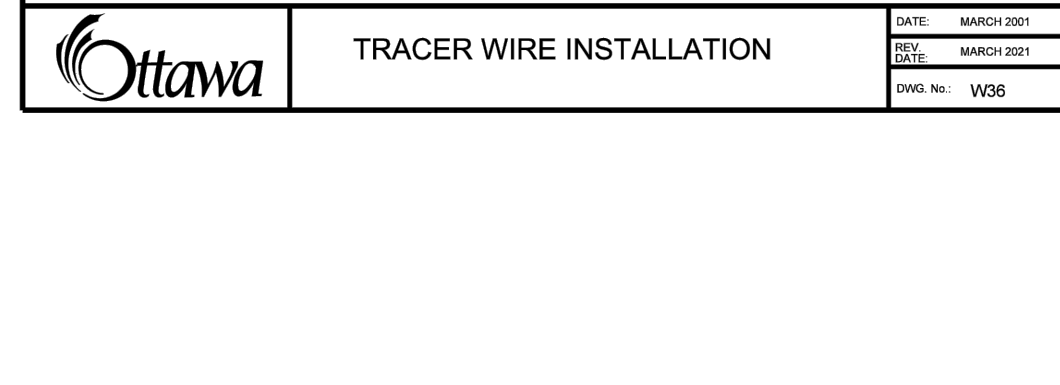 Ottawa
TRACER WIRE INSTALLATION
DATE: MARCH 2001
REV. DATE: MARCH 2021
DWG. No.: W36